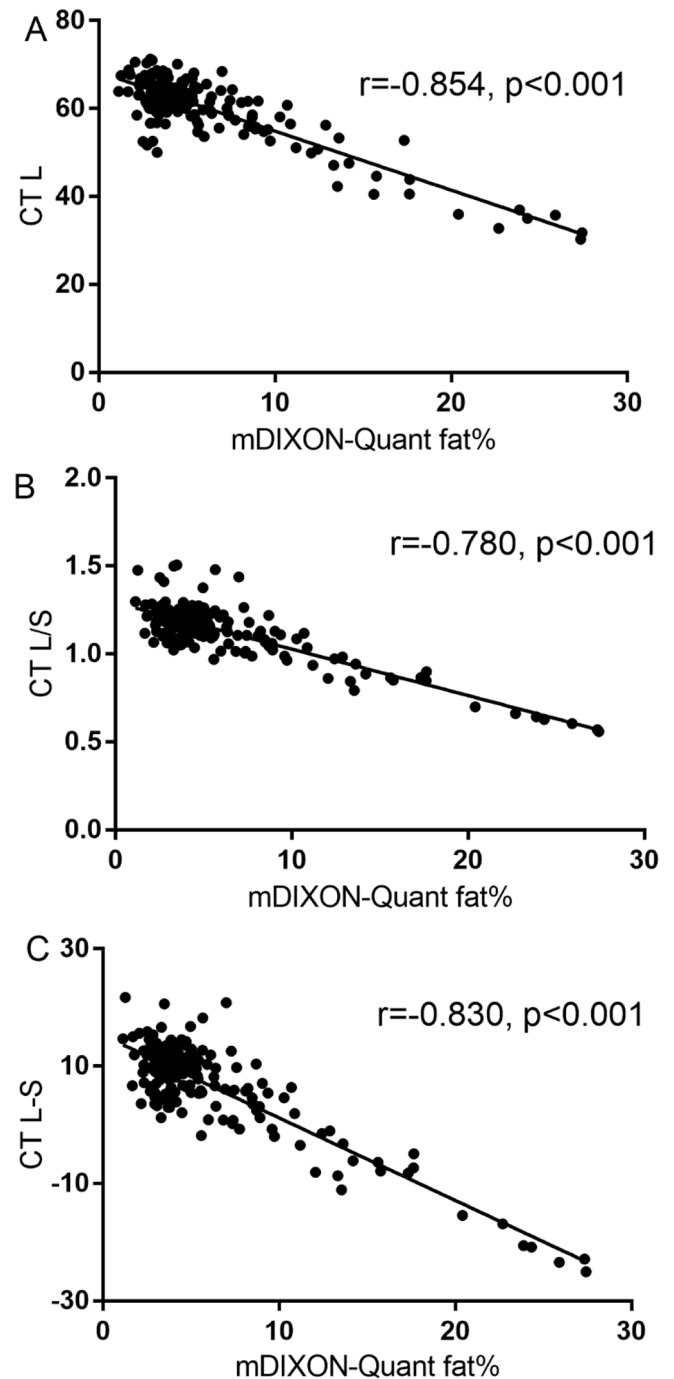 A
80
60
40
20
0
CT L
r=-0.854, p<0.001
0 10 20 30
mDIXON-Quant fat%
B
2.0
1.5
1.0
0.5
0.0
CT L/S
r=-0.780, p<0.001
0 10 20 30
mDIXON-Quant fat%
C
30
10
-10
-30
CT L-S
r=-0.830, p<0.001
0 10 20 30
mDIXON-Quant fat%